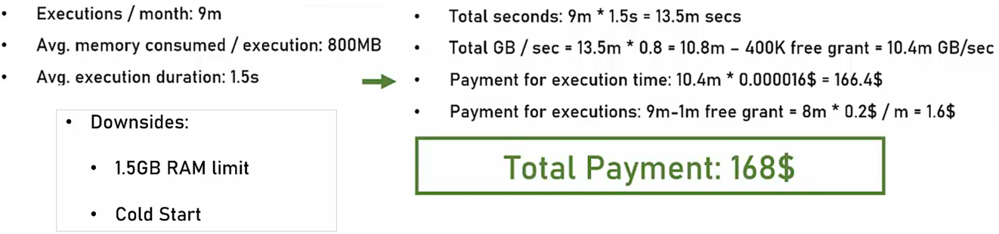 • Executions / month: 9m
• Avg. memory consumed / execution: 800MB
• Avg. execution duration: 1.5s
• Downsides:
• 1.5GB RAM limit
• Cold Start
• Total seconds: 9m * 1.5s = 13.5m secs
• Total GB / sec = 13.5m * 0.8 = 10.8m – 400K free grant = 10.4m GB/sec
• Payment for execution time: 10.4m * 0.000016$ = 166.4$
• Payment for executions: 9m-1m free grant = 8m * 0.2$ / m = 1.6$
Total Payment: 168$